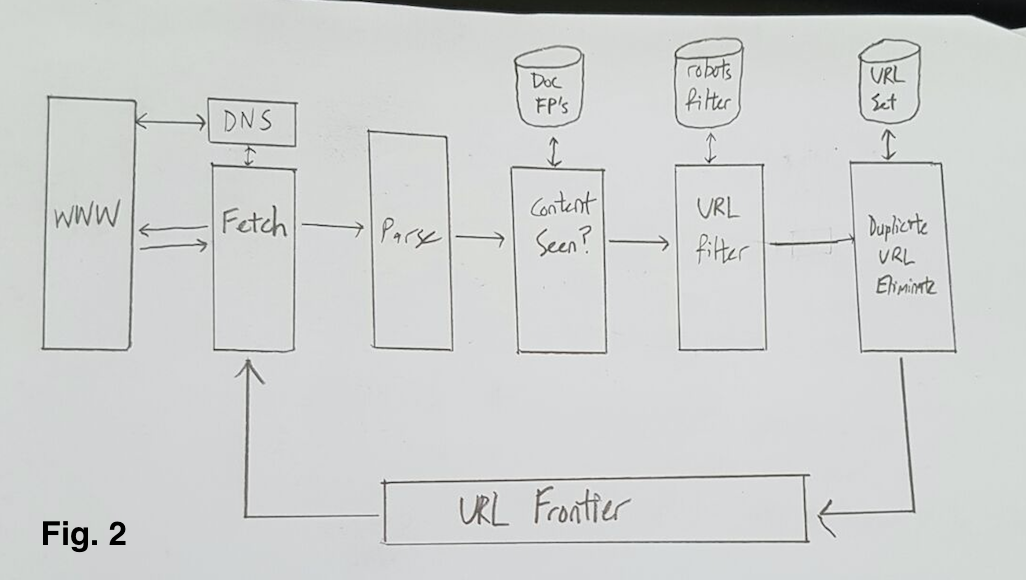 Doc
FP's
robots
filter
URL
Set
DNS
WWW
Fetch
Parse
Content
Seen?
URL
filter
Duplicate
URL
Eliminate
URL Frontier
Fig. 2